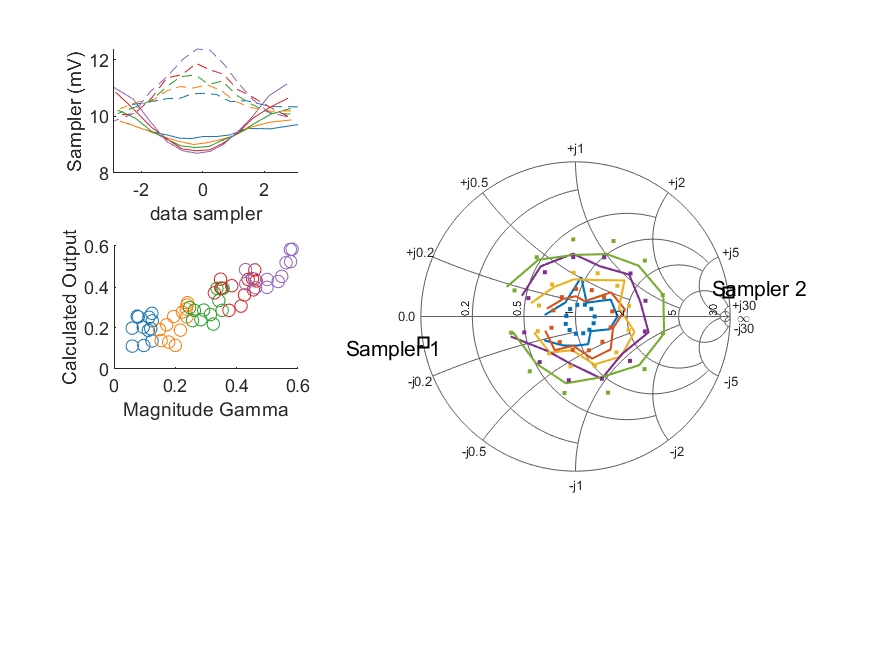 Sampler (mV)
12
10
8
-2 0 2
data sampler
Calculated Output
0.6
0.4
0.2
0
0 0.2 0.4 0.6
Magnitude Gamma
+j1
+j0.5
+j2
+j0.2
+j5
Sampler 2
+j30
0.0
0.2
0.5
1
2
5
30
∞
-j30
Sampler 1
-j0.2
-j5
-j0.5
-j2
-j1